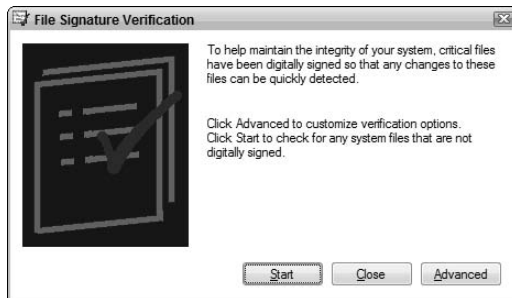 File Signature Verification
To help maintain the integrity of your system, critical files
have been digitally signed so that any changes to these
files can be quickly detected.
Click Advanced to customize verification options.
Click Start to check for any system files that are not
digitally signed.
Start Close Advanced